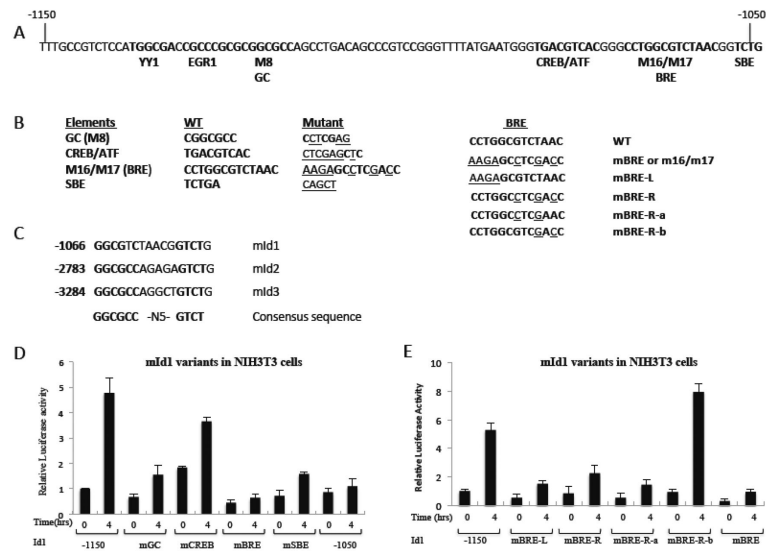 -1150
-1050
A
TTTGCCGTCTCCATGGCGACCGCCCGCGCGGCGCCAGCCTGACAGCCCGTCCGGGTTTTATGAATGGGTGACGTCACGGGCCTGGCGTCTAACGGTCTG
YY1 EGR1 M8 CREB/ATF M16/M17 SBE
GC BRE
B
Elements WT Mutant
GC (M8) CGGCGCC CCTCGAG
CREB/ATF TGACGTCAC CTCGAGCTC
M16/M17 (BRE) CCTGGCGTCTAAC AAGAGCCTCGACC
SBE TCTGA CAGCT
BRE
CCTGGCGTCTAAC WT
AAGAGCCTCGACC mBRE or m16/m17
AAGAGCGTCTAAC mBRE-L
CCTGGCCTCGACC mBRE-R
CCTGGCCTCGAAC mBRE-R-a
CCTGGCGTCGACC mBRE-R-b
C
-1066 GGCGTCTAACGGTCTG mId1
-2783 GGCGCCAGAGAGTCTG mId2
-3284 GGCGCCAGGCTGTCTG mId3
GGCGCC -N5- GTCT Consensus sequence
D
mId1 variants in NIH3T3 cells
Relative Luciferase activity
6
5
4
3
2
1
0
Time(hrs) 0 4 0 4 0 4 0 4 0 4 0 4
Id1 -1150 mGC mCREB mBRE mSBE -1050
E
mId1 variants in NIH3T3 cells
Relative Luciferase Activity
10
8
6
4
2
0
Time (hrs) 0 4 0 4 0 4 0 4 0 4 0 4
Id1 -1150 mBRE-L mBRE-R mBRE-R-a mBRE-R-b mBRE